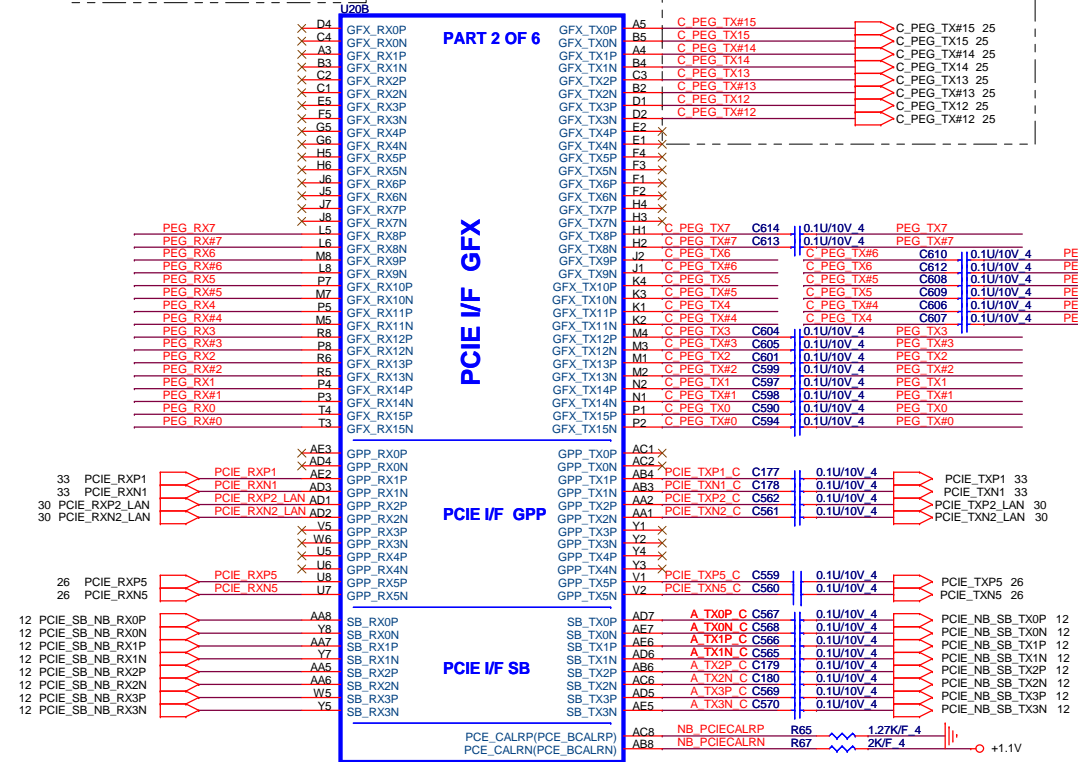 U20B
PART 2 OF 6
D4 GFX_RX0P GFX_TX0P A5 C_PEG_TX#15 C_PEG_TX#15 25
C4 GFX_RX0N GFX_TX0N B5 C_PEG_TX15 C_PEG_TX15 25
A3 GFX_RX1P GFX_TX1P A4 C_PEG_TX#14 C_PEG_TX#14 25
B3 GFX_RX1N GFX_TX1N B4 C_PEG_TX14 C_PEG_TX14 25
C2 GFX_RX2P GFX_TX2P C3 C_PEG_TX13 C_PEG_TX13 25
C1 GFX_RX2N GFX_TX2N B2 C_PEG_TX#13 C_PEG_TX#13 25
E5 GFX_RX3P GFX_TX3P D1 C_PEG_TX12 C_PEG_TX12 25
F5 GFX_RX3N GFX_TX3N D2 C_PEG_TX#12 C_PEG_TX#12 25
G5 GFX_RX4P GFX_TX4P E2
G6 GFX_RX4N GFX_TX4N E1
H5 GFX_RX5P GFX_TX5P F4
H6 GFX_RX5N GFX_TX5N F3
J6 GFX_RX6P GFX_TX6P F1
J5 GFX_RX6N GFX_TX6N F2
J7 GFX_RX7P GFX_TX7P H4
J8 GFX_RX7N GFX_TX7N H3
PEG_RX7 L5 GFX_RX8P GFX_TX8P H1 C_PEG_TX7 C614 0.1U/10V_4 PEG_TX7
PEG_RX#7 L6 GFX_RX8N GFX_TX8N H2 C_PEG_TX#7 C613 0.1U/10V_4 PEG_TX#7
PEG_RX6 M8 GFX_RX9P GFX_TX9P J2 C_PEG_TX6 C_PEG_TX#6 C610 0.1U/10V_4 PE
PEG_RX#6 L8 GFX_RX9N GFX_TX9N J1 C_PEG_TX#6 C_PEG_TX6 C612 0.1U/10V_4 PE
PEG_RX5 P7 GFX_RX10P GFX_TX10P K4 C_PEG_TX5 C_PEG_TX#5 C608 0.1U/10V_4 PE
PEG_RX#5 M7 GFX_RX10N GFX_TX10N K3 C_PEG_TX#5 C_PEG_TX5 C609 0.1U/10V_4 PE
PEG_RX4 P5 GFX_RX11P GFX_TX11P K1 C_PEG_TX4 C_PEG_TX#4 C606 0.1U/10V_4 PE
PEG_RX#4 M5 GFX_RX11N GFX_TX11N K2 C_PEG_TX#4 C_PEG_TX4 C607 0.1U/10V_4 PE
PEG_RX3 R8 GFX_RX12P GFX_TX12P M4 C_PEG_TX3 C604 0.1U/10V_4 PEG_TX3
PEG_RX#3 P8 GFX_RX12N GFX_TX12N M3 C_PEG_TX#3 C605 0.1U/10V_4 PEG_TX#3
PEG_RX2 R6 GFX_RX13P GFX_TX13P M1 C_PEG_TX2 C601 0.1U/10V_4 PEG_TX2
PEG_RX#2 R5 GFX_RX13N GFX_TX13N M2 C_PEG_TX#2 C599 0.1U/10V_4 PEG_TX#2
PEG_RX1 P4 GFX_RX14P GFX_TX14P N2 C_PEG_TX1 C597 0.1U/10V_4 PEG_TX1
PEG_RX#1 P3 GFX_RX14N GFX_TX14N N1 C_PEG_TX#1 C598 0.1U/10V_4 PEG_TX#1
PEG_RX0 T4 GFX_RX15P GFX_TX15P P1 C_PEG_TX0 C590 0.1U/10V_4 PEG_TX0
PEG_RX#0 T3 GFX_RX15N GFX_TX15N P2 C_PEG_TX#0 C594 0.1U/10V_4 PEG_TX#0
PCIE I/F GFX
AE3 GPP_RX0P GPP_TX0P AC1
AD4 GPP_RX0N GPP_TX0N AC2
33 PCIE_RXP1 PCIE_RXP1 AE2 GPP_RX1P GPP_TX1P AB4 PCIE_TXP1_C C177 0.1U/10V_4 PCIE_TXP1 33
33 PCIE_RXN1 PCIE_RXN1 AD3 GPP_RX1N GPP_TX1N AB3 PCIE_TXN1_C C178 0.1U/10V_4 PCIE_TXN1 33
30 PCIE_RXP2_LAN PCIE_RXP2_LAN AD1 GPP_RX2P GPP_TX2P AA2 PCIE_TXP2_C C562 0.1U/10V_4 PCIE_TXP2_LAN 30
30 PCIE_RXN2_LAN PCIE_RXN2_LAN AD2 GPP_RX2N GPP_TX2N AA1 PCIE_TXN2_C C561 0.1U/10V_4 PCIE_TXN2_LAN 30
PCIE I/F GPP
V5 GPP_RX3P GPP_TX3P Y1
W6 GPP_RX3N GPP_TX3N Y2
U5 GPP_RX4P GPP_TX4P Y4
U6 GPP_RX4N GPP_TX4N Y3
26 PCIE_RXP5 PCIE_RXP5 U8 GPP_RX5P GPP_TX5P V1 PCIE_TXP5_C C559 0.1U/10V_4 PCIE_TXP5 26
26 PCIE_RXN5 PCIE_RXN5 U7 GPP_RX5N GPP_TX5N V2 PCIE_TXN5_C C560 0.1U/10V_4 PCIE_TXN5 26
12 PCIE_SB_NB_RX0P AA8 SB_RX0P SB_TX0P AD7 A_TX0P_C C567 0.1U/10V_4 PCIE_NB_SB_TX0P 12
12 PCIE_SB_NB_RX0N Y8 SB_RX0N SB_TX0N AE7 A_TX0N_C C568 0.1U/10V_4 PCIE_NB_SB_TX0N 12
12 PCIE_SB_NB_RX1P AA7 SB_RX1P SB_TX1P AE6 A_TX1P_C C566 0.1U/10V_4 PCIE_NB_SB_TX1P 12
12 PCIE_SB_NB_RX1N Y7 SB_RX1N SB_TX1N AD6 A_TX1N_C C565 0.1U/10V_4 PCIE_NB_SB_TX1N 12
12 PCIE_SB_NB_RX2P AA5 SB_RX2P SB_TX2P AB6 A_TX2P_C C179 0.1U/10V_4 PCIE_NB_SB_TX2P 12
12 PCIE_SB_NB_RX2N AA6 SB_RX2N SB_TX2N AC6 A_TX2N_C C180 0.1U/10V_4 PCIE_NB_SB_TX2N 12
12 PCIE_SB_NB_RX3P W5 SB_RX3P SB_TX3P AD5 A_TX3P_C C569 0.1U/10V_4 PCIE_NB_SB_TX3P 12
12 PCIE_SB_NB_RX3N Y5 SB_RX3N SB_TX3N AE5 A_TX3N_C C570 0.1U/10V_4 PCIE_NB_SB_TX3N 12
PCIE I/F SB
PCE_CALRP(PCE_BCALRP) AC8 NB_PCIECALRP R65 1.27K/F_4
PCE_CALRN(PCE_BCALRN) AB8 NB_PCIECALRN R67 2K/F_4 +1.1V